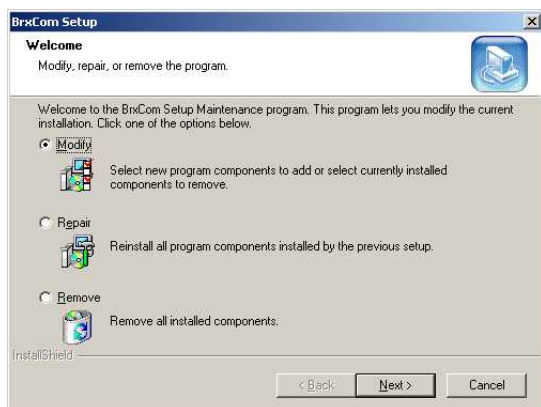 BrxCom Setup
Welcome
Modify, repair, or remove the program.
Welcome to the BrxCom Setup Maintenance program. This program lets you modify the current
installation. Click one of the options below.
Modify
Select new program components to add or select currently installed
components to remove.
Repair
Reinstall all program components installed by the previous setup.
Remove
Remove all installed components.
InstallShield
< Back Next > Cancel